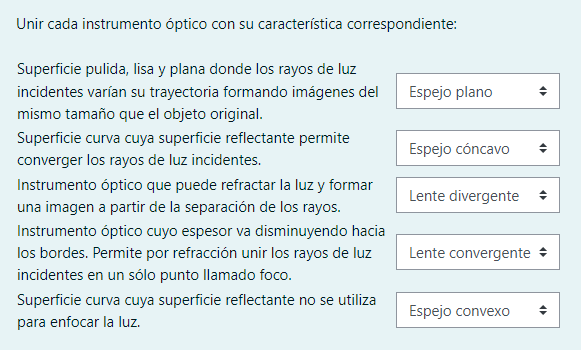 Unir cada instrumento óptico con su característica correspondiente:
Superficie pulida, lisa y plana donde los rayos de luz
incidentes varían su trayectoria formando imágenes del
mismo tamaño que el objeto original.
Espejo plano
Superficie curva cuya superficie reflectante permite
converger los rayos de luz incidentes.
Espejo cóncavo
Instrumento óptico que puede refractar la luz y formar
una imagen a partir de la separación de los rayos.
Lente divergente
Instrumento óptico cuyo espesor va disminuyendo hacia
los bordes. Permite por refracción unir los rayos de luz
incidentes en un sólo punto llamado foco.
Lente convergente
Superficie curva cuya superficie reflectante no se utiliza
para enfocar la luz.
Espejo convexo